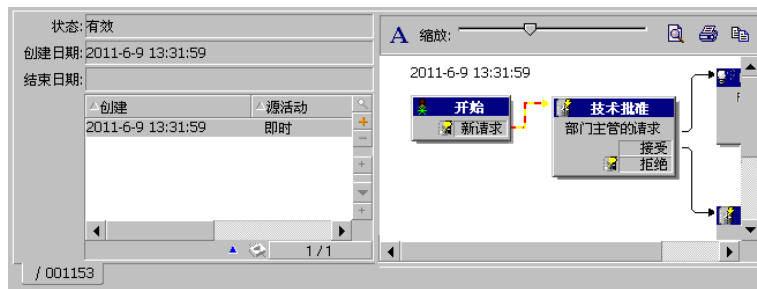 状态: 有效
创建日期: 2011-6-9 13:31:59
结束日期:
创建 源活动
2011-6-9 13:31:59 即时
1 / 1
/ 001153
A 缩放:
2011-6-9 13:31:59
开始
新请求
技术批准
部门主管的请求
接受
拒绝